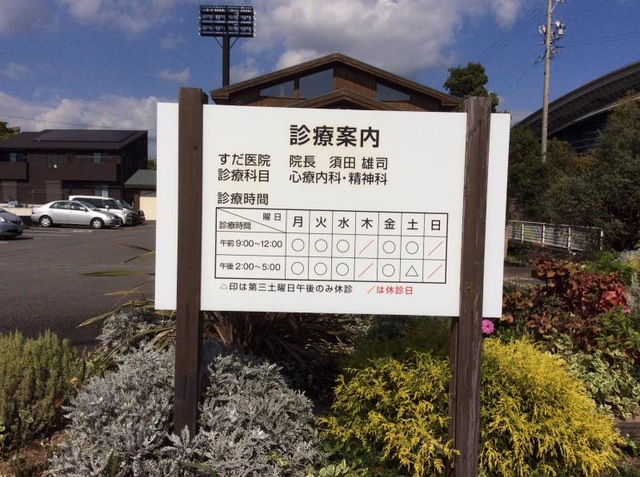 診療案内
すだ医院 院長 須田 雄司
診療科目 心療内科・精神科
診療時間
曜日 診療時間 月 火 水 木 金 土 日
午前9:00~12:00 ○ ○ ○ / ○ ○ /
午後2:00~5:00 ○ ○ ○ / ○ △ /
△印は第三土曜日午後のみ休診 /は休診日